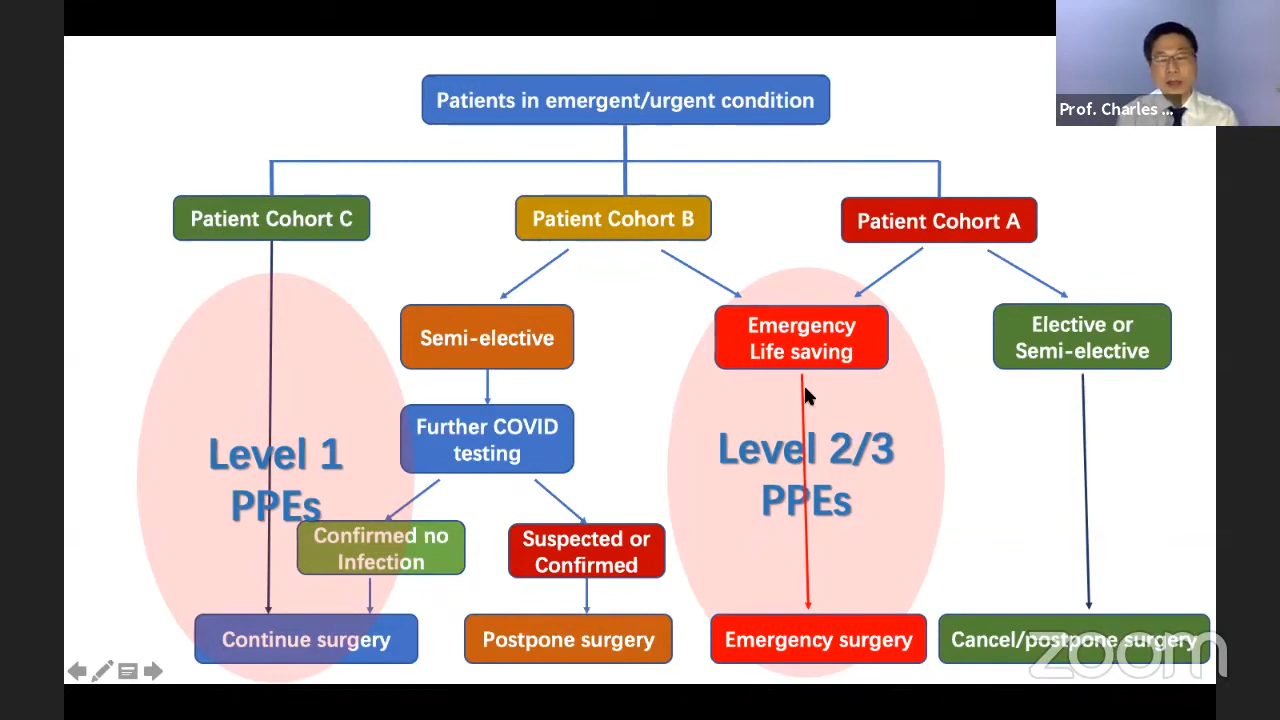 Patients in emergent/urgent condition
Prof. Charles ...
Patient Cohort C
Patient Cohort B
Patient Cohort A
Semi-elective
Emergency
Life saving
Elective or
Semi-elective
Further COVID
testing
Level 1
PPEs
Level 2/3
PPEs
Confirmed no
Infection
Suspected or
Confirmed
Continue surgery
Postpone surgery
Emergency surgery
Cancel/postpone surgery
zoom